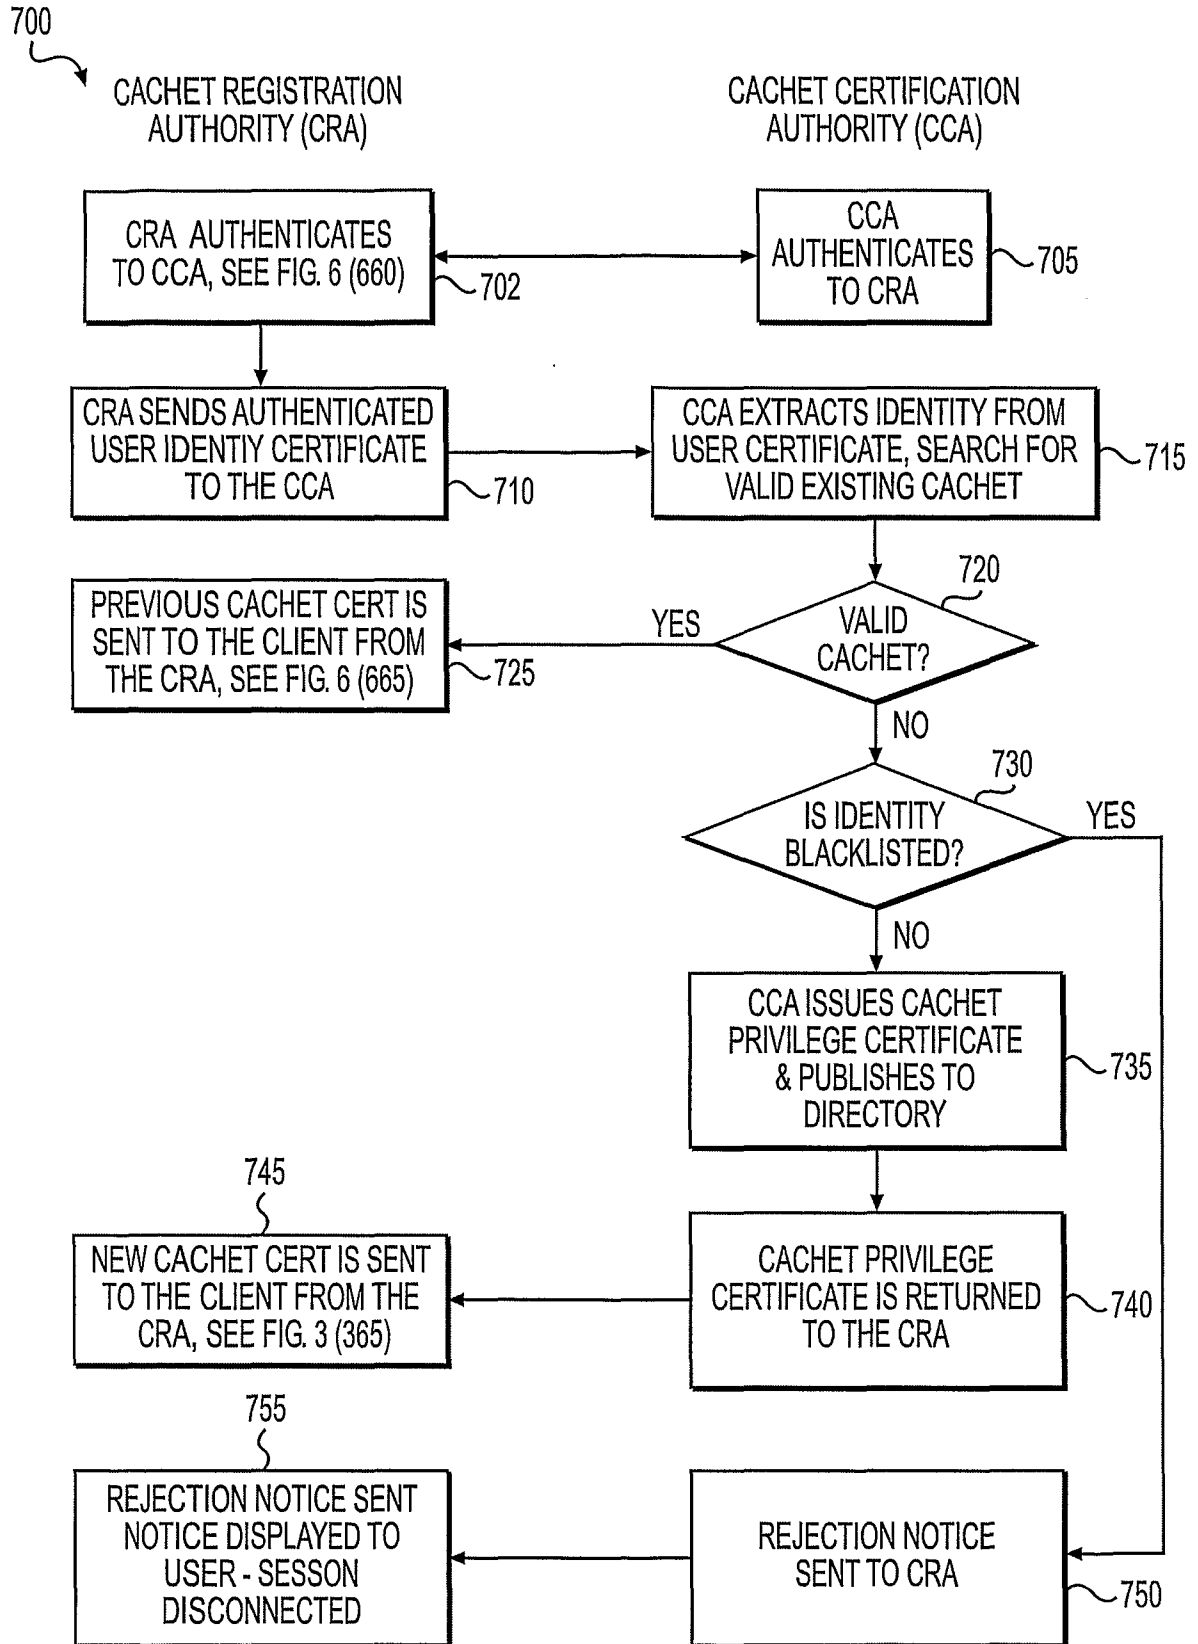 700
CACHET REGISTRATION
AUTHORITY (CRA)
CACHET CERTIFICATION
AUTHORITY (CCA)
CRA AUTHENTICATES
TO CCA, SEE FIG. 6 (660)
702
CCA
AUTHENTICATES
TO CRA
705
CRA SENDS AUTHENTICATED
USER IDENTIY CERTIFICATE
TO THE CCA
710
CCA EXTRACTS IDENTITY FROM
USER CERTIFICATE, SEARCH FOR
VALID EXISTING CACHET
715
PREVIOUS CACHET CERT IS
SENT TO THE CLIENT FROM
THE CRA, SEE FIG. 6 (665)
725
YES
VALID
CACHET?
720
NO
IS IDENTITY
BLACKLISTED?
730
YES
NO
CCA ISSUES CACHET
PRIVILEGE CERTIFICATE
& PUBLISHES TO
DIRECTORY
735
745
NEW CACHET CERT IS SENT
TO THE CLIENT FROM THE
CRA, SEE FIG. 3 (365)
CACHET PRIVILEGE
CERTIFICATE IS RETURNED
TO THE CRA
740
755
REJECTION NOTICE SENT
NOTICE DISPLAYED TO
USER - SESSON
DISCONNECTED
REJECTION NOTICE
SENT TO CRA
750